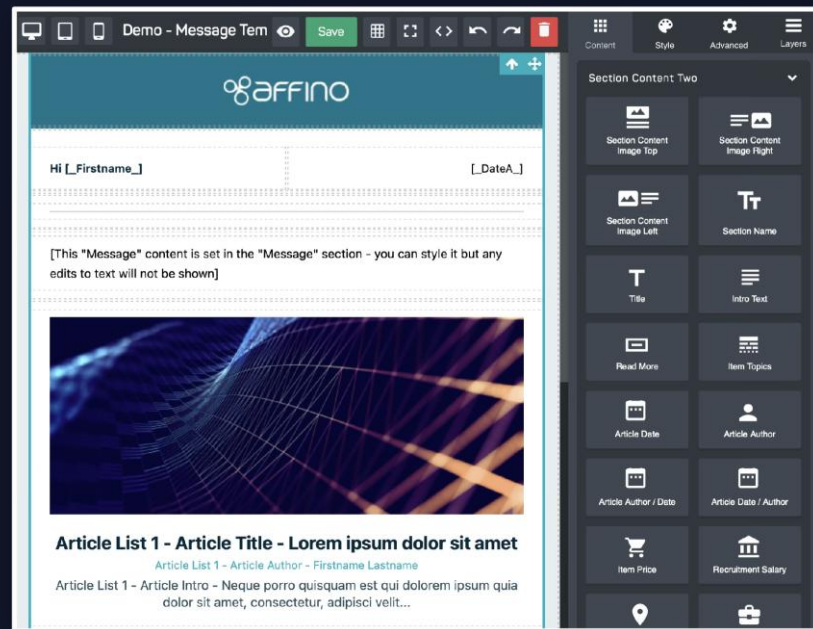 Demo - Message Tem
Save
Content
Style
Advanced
Layers
affino
Hi [_Firstname_]
[_DateA_]
[This "Message" content is set in the "Message" section - you can style it but any
edits to text will not be shown]
Article List 1 - Article Title - Lorem ipsum dolor sit amet
Article List 1 - Article Author - Firstname Lastname
Article List 1 - Article Intro - Neque porro quisquam est qui dolorem ipsum quia
dolor sit amet, consectetur, adipisci velit...
Section Content Two
Section Content
Image Top
Section Content
Image Right
Section Content
Image Left
Section Name
Title
Intro Text
Read More
Item Topics
Article Date
Article Author
Article Author / Date
Article Date / Author
Item Price
Recruitment Salary